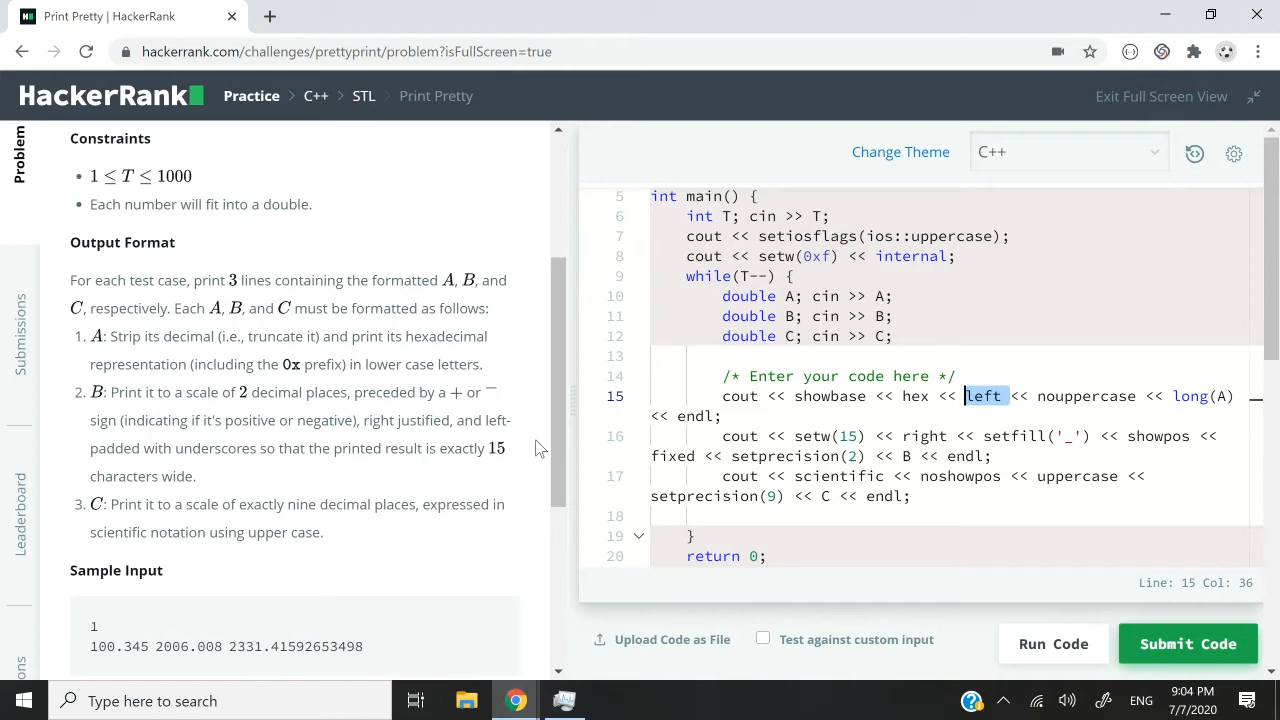 Print Pretty | HackerRank
hackerrank.com/challenges/prettyprint/problem?isFullScreen=true
HackerRank
Practice > C++ > STL > Print Pretty
Exit Full Screen View
Problem
Submissions
Leaderboard
Constraints
• 1 ≤ T ≤ 1000
• Each number will fit into a double.
Output Format
For each test case, print 3 lines containing the formatted A, B, and
C, respectively. Each A, B, and C must be formatted as follows:
1. A: Strip its decimal (i.e., truncate it) and print its hexadecimal
representation (including the 0x prefix) in lower case letters.
2. B: Print it to a scale of 2 decimal places, preceded by a + or −
sign (indicating if it's positive or negative), right justified, and left-
padded with underscores so that the printed result is exactly 15
characters wide.
3. C: Print it to a scale of exactly nine decimal places, expressed in
scientific notation using upper case.
Sample Input
1
100.345 2006.008 2331.41592653498
Change Theme
C++
5 int main() {
6 int T; cin >> T;
7 cout << setiosflags(ios::uppercase);
8 cout << setw(0xf) << internal;
9 while(T--) {
10 double A; cin >> A;
11 double B; cin >> B;
12 double C; cin >> C;
13
14 /* Enter your code here */
15 cout << showbase << hex << left << nouppercase << long(A)
<< endl;
16 cout << setw(15) << right << setfill('_') << showpos <<
fixed << setprecision(2) << B << endl;
17 cout << scientific << noshowpos << uppercase <<
setprecision(9) << C << endl;
18
19 }
20 return 0;
Line: 15 Col: 36
Upload Code as File
Test against custom input
Run Code
Submit Code
Type here to search
ENG
9:04 PM
7/7/2020